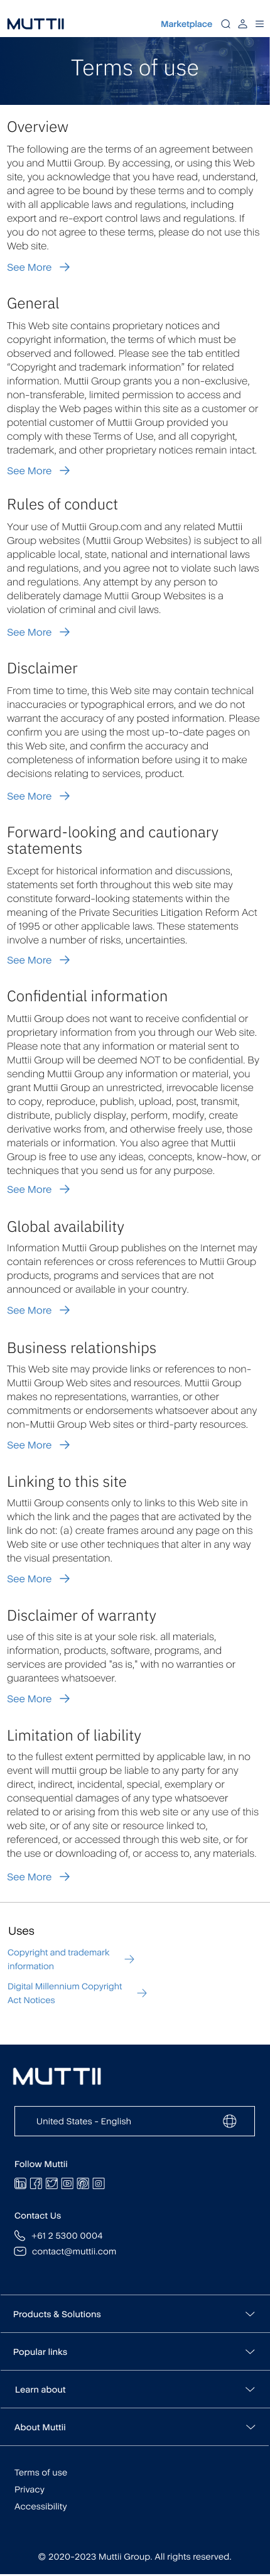 MUTTII
Marketplace
Terms of use
Overview
The following are the terms of an agreement between
you and Muttii Group. By accessing, or using this Web
site, you acknowledge that you have read, understand,
and agree to be bound by these terms and to comply
with all applicable laws and regulations, including
export and re-export control laws and regulations. If
you do not agree to these terms, please do not use this
Web site.
See More
General
This Web site contains proprietary notices and
copyright information, the terms of which must be
observed and followed. Please see the tab entitled
“Copyright and trademark information” for related
information. Muttii Group grants you a non-exclusive,
non-transferable, limited permission to access and
display the Web pages within this site as a customer or
potential customer of Muttii Group provided you
comply with these Terms of Use, and all copyright,
trademark, and other proprietary notices remain intact.
See More
Rules of conduct
Your use of Muttii Group.com and any related Muttii
Group websites (Muttii Group Websites) is subject to all
applicable local, state, national and international laws
and regulations, and you agree not to violate such laws
and regulations. Any attempt by any person to
deliberately damage Muttii Group Websites is a
violation of criminal and civil laws.
See More
Disclaimer
From time to time, this Web site may contain technical
inaccuracies or typographical errors, and we do not
warrant the accuracy of any posted information. Please
confirm you are using the most up-to-date pages on
this Web site, and confirm the accuracy and
completeness of information before using it to make
decisions relating to services, product.
See More
Forward-looking and cautionary
statements
Except for historical information and discussions,
statements set forth throughout this web site may
constitute forward-looking statements within the
meaning of the Private Securities Litigation Reform Act
of 1995 or other applicable laws. These statements
involve a number of risks, uncertainties.
See More
Confidential information
Muttii Group does not want to receive confidential or
proprietary information from you through our Web site.
Please note that any information or material sent to
Muttii Group will be deemed NOT to be confidential. By
sending Muttii Group any information or material, you
grant Muttii Group an unrestricted, irrevocable license
to copy, reproduce, publish, upload, post, transmit,
distribute, publicly display, perform, modify, create
derivative works from, and otherwise freely use, those
materials or information. You also agree that Muttii
Group is free to use any ideas, concepts, know-how, or
techniques that you send us for any purpose.
See More
Global availability
Information Muttii Group publishes on the Internet may
contain references or cross references to Muttii Group
products, programs and services that are not
announced or available in your country.
See More
Business relationships
This Web site may provide links or references to non-
Muttii Group Web sites and resources. Muttii Group
makes no representations, warranties, or other
commitments or endorsements whatsoever about any
non-Muttii Group Web sites or third-party resources.
See More
Linking to this site
Muttii Group consents only to links to this Web site in
which the link and the pages that are activated by the
link do not: (a) create frames around any page on this
Web site or use other techniques that alter in any way
the visual presentation.
See More
Disclaimer of warranty
use of this site is at your sole risk. all materials,
information, products, software, programs, and
services are provided "as is," with no warranties or
guarantees whatsoever.
See More
Limitation of liability
to the fullest extent permitted by applicable law, in no
event will muttii group be liable to any party for any
direct, indirect, incidental, special, exemplary or
consequential damages of any type whatsoever
related to or arising from this web site or any use of this
web site, or of any site or resource linked to,
referenced, or accessed through this web site, or for
the use or downloading of, or access to, any materials.
See More
Uses
Copyright and trademark
information
Digital Millennium Copyright
Act Notices
MUTTII
United States - English
Follow Muttii
Contact Us
+61 2 5300 0004
contact@muttii.com
Products & Solutions
Popular links
Learn about
About Muttii
Terms of use
Privacy
Accessibility
© 2020-2023 Muttii Group. All rights reserved.